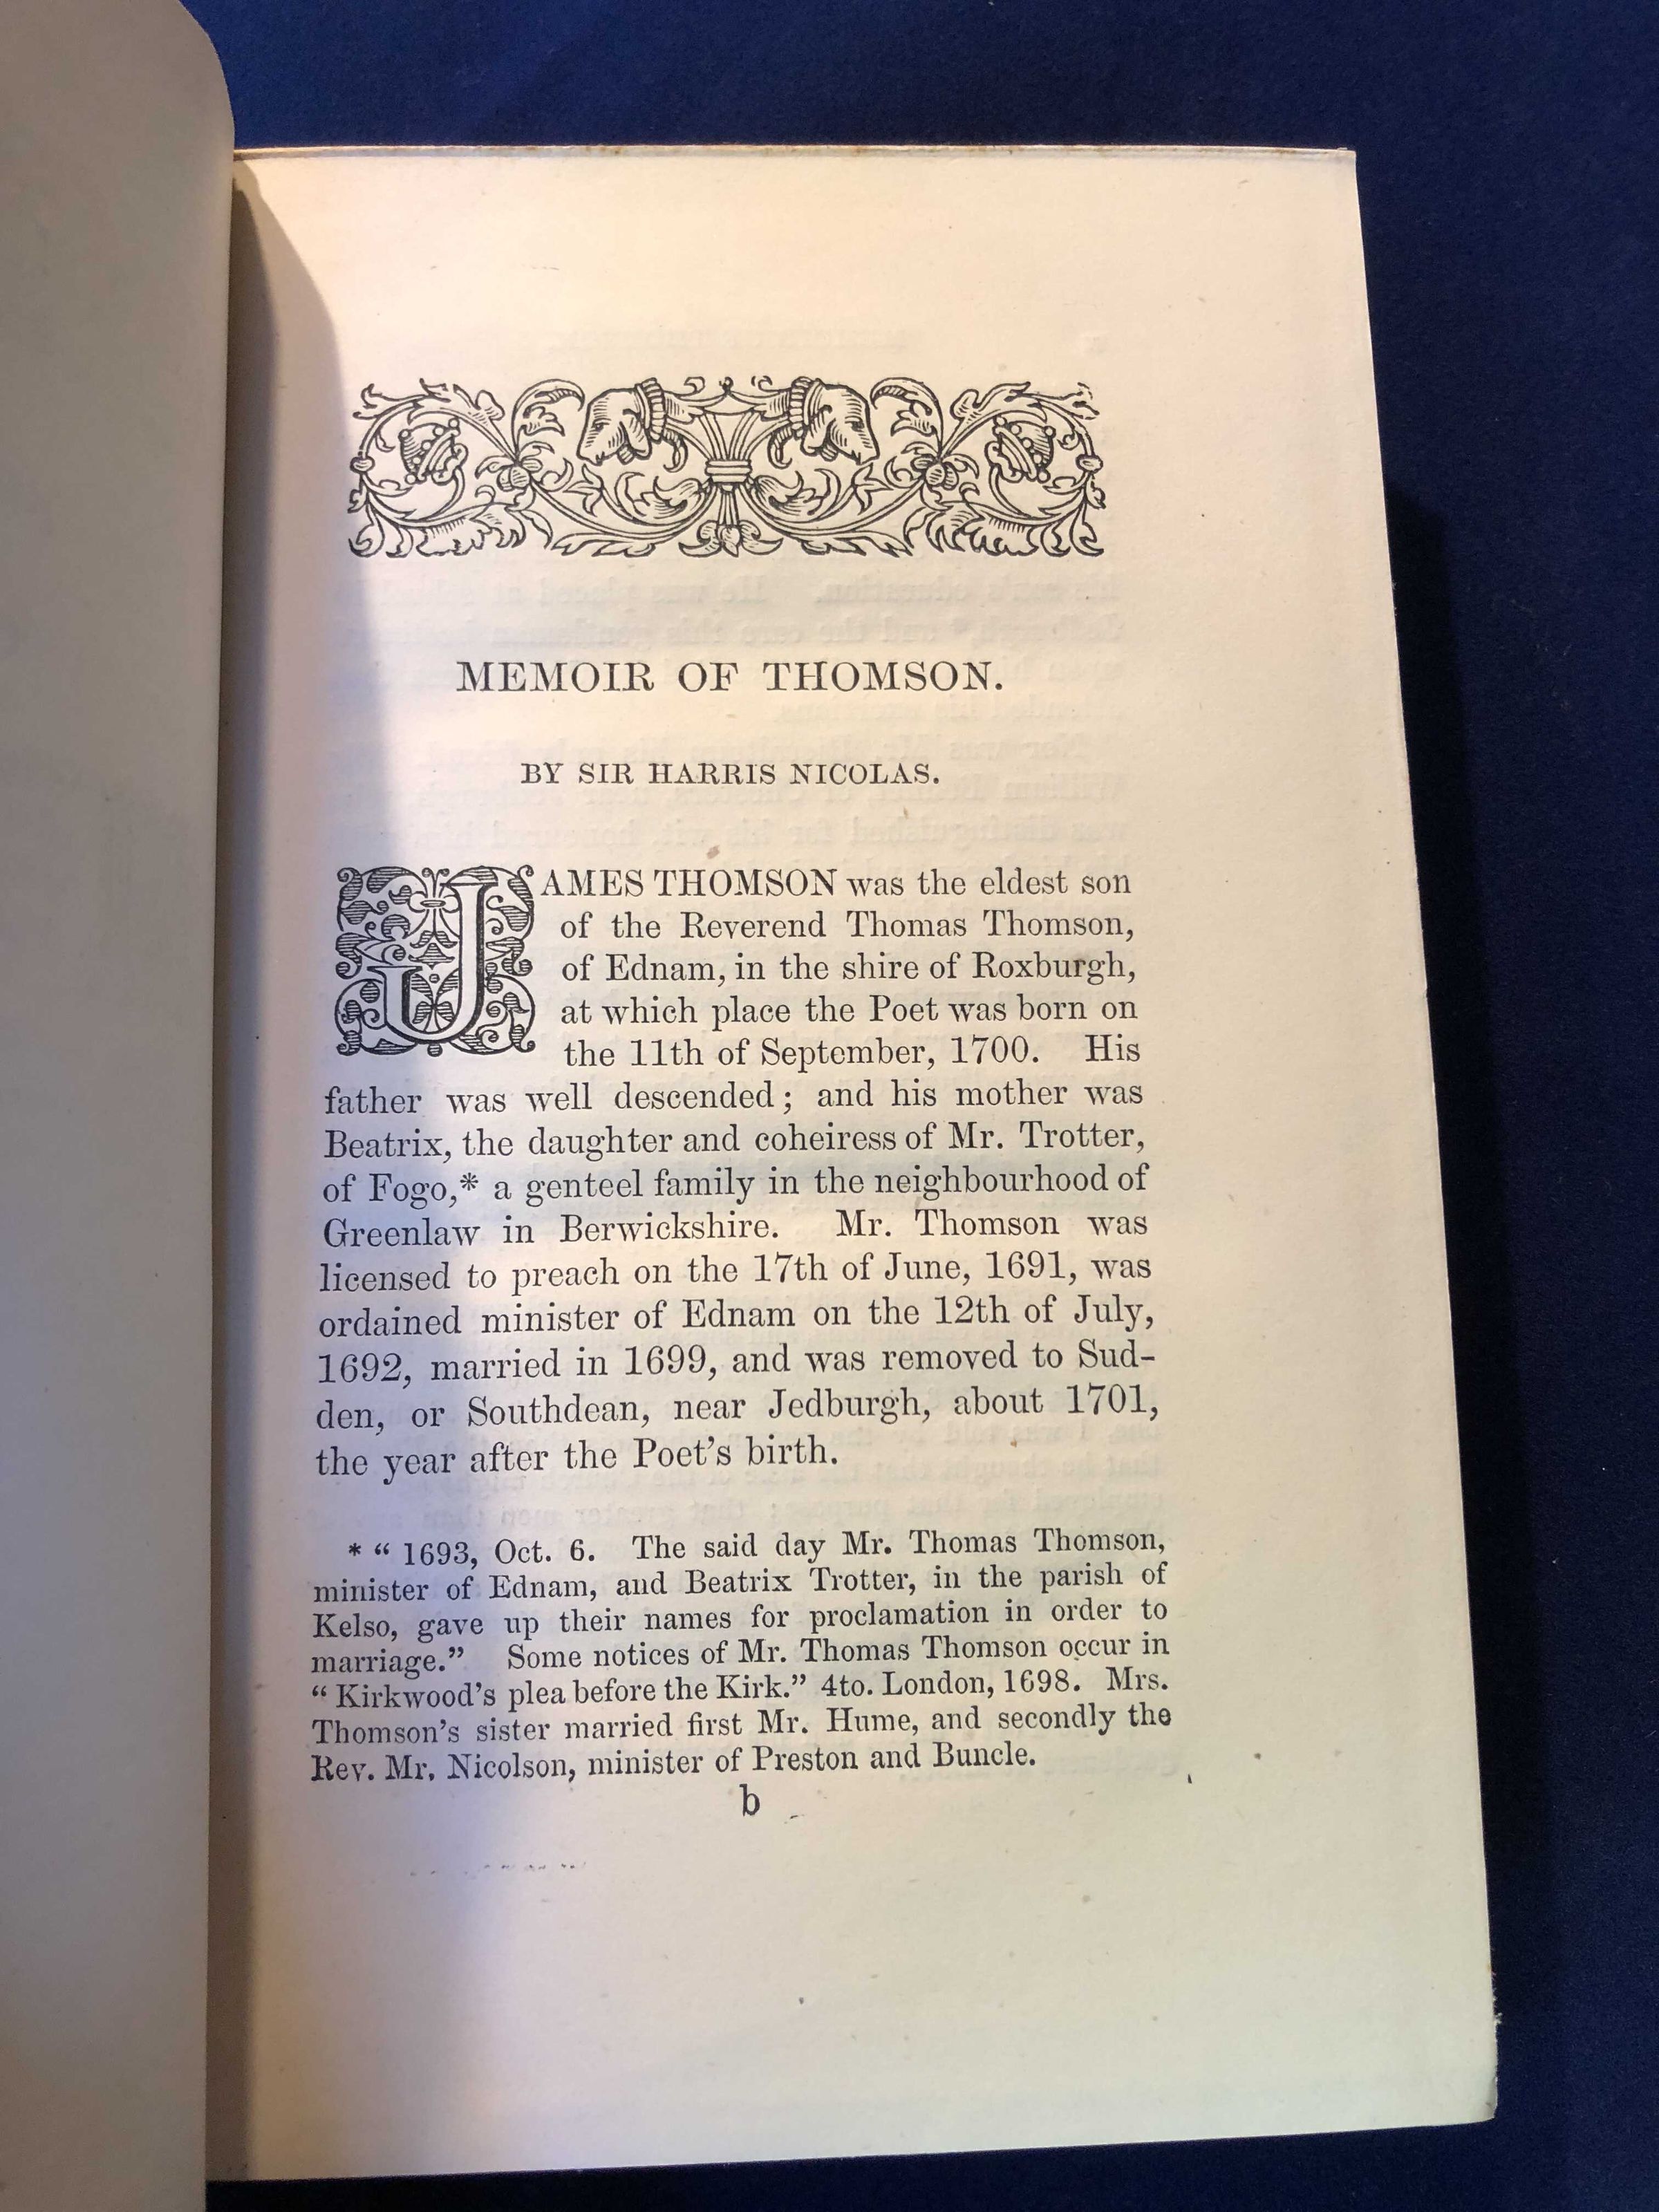 MEMOIR OF THOMSON.
BY SIR HARRIS NICOLAS.
JAMES THOMSON was the eldest son
of the Reverend Thomas Thomson,
of Ednam, in the shire of Roxburgh,
at which place the Poet was born on
the 11th of September, 1700. His
father was well descended; and his mother was
Beatrix, the daughter and coheiress of Mr. Trotter,
of Fogo,* a genteel family in the neighbourhood of
Greenlaw in Berwickshire. Mr. Thomson was
licensed to preach on the 17th of June, 1691, was
ordained minister of Ednam on the 12th of July,
1692, married in 1699, and was removed to Sud-
den, or Southdean, near Jedburgh, about 1701,
the year after the Poet's birth.
* “ 1693, Oct. 6. The said day Mr. Thomas Thomson,
minister of Ednam, and Beatrix Trotter, in the parish of
Kelso, gave up their names for proclamation in order to
marriage.” Some notices of Mr. Thomas Thomson occur in
“ Kirkwood's plea before the Kirk.” 4to. London, 1698. Mrs.
Thomson's sister married first Mr. Hume, and secondly the
Rev. Mr. Nicolson, minister of Preston and Buncle.
b